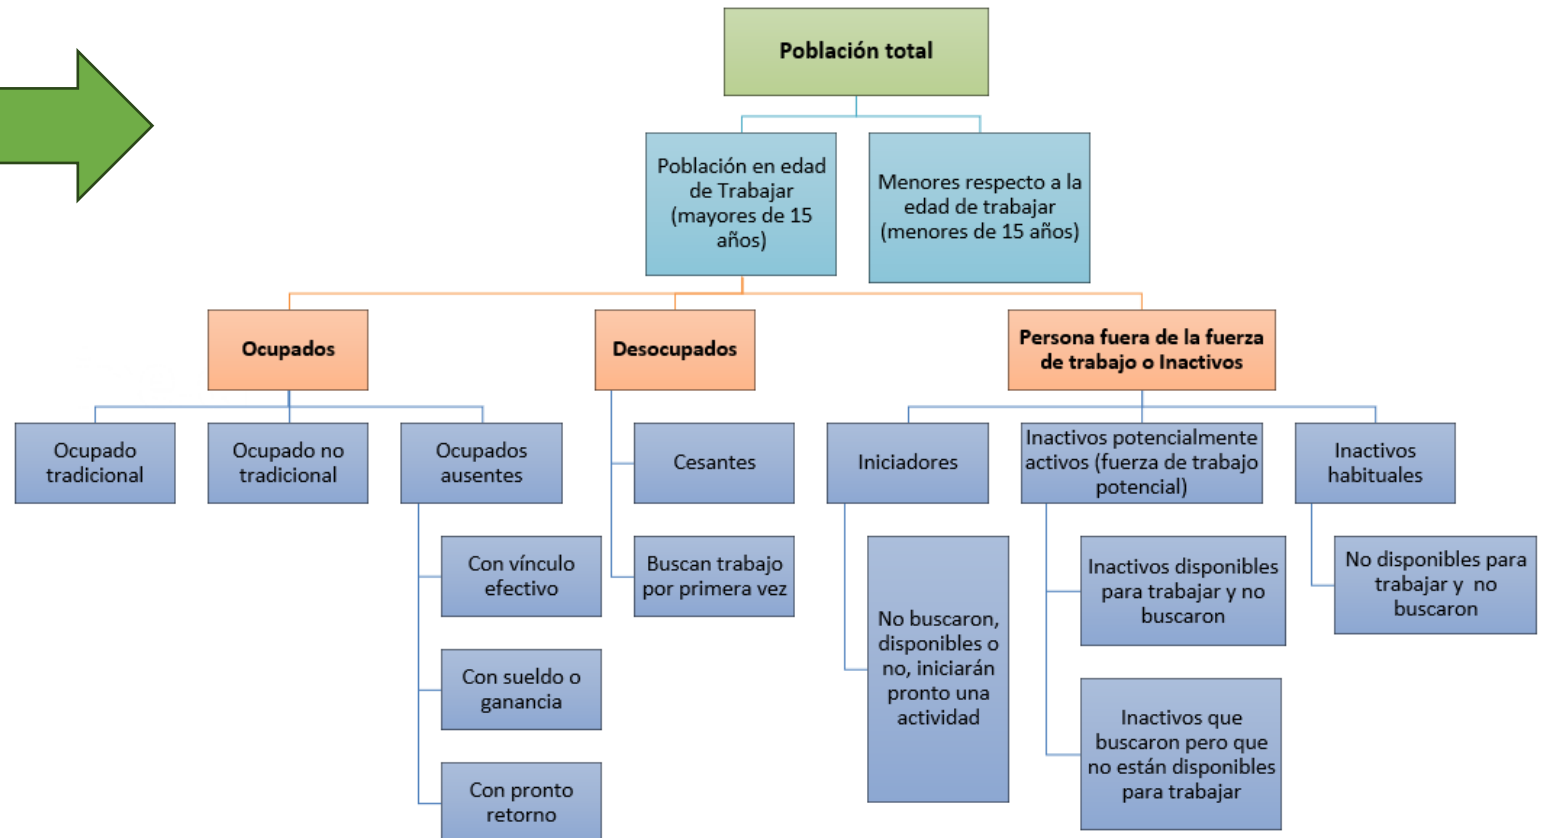 Población total
Población en edad
de Trabajar
(mayores de 15
años)
Menores respecto a la
edad de trabajar
(menores de 15 años)
Ocupados
Desocupados
Persona fuera de la fuerza
de trabajo o Inactivos
Ocupado
tradicional
Ocupado no
tradicional
Ocupados
ausentes
Cesantes
Iniciadores
Inactivos potencialmente
activos (fuerza de trabajo
potencial)
Inactivos
habituales
Con vínculo
efectivo
Buscan trabajo
por primera vez
No buscaron,
disponibles o
no, iniciarán
pronto una
actividad
Inactivos disponibles
para trabajar y no
buscaron
No disponibles para
trabajar y  no
buscaron
Con sueldo o
ganancia
Inactivos que
buscaron pero que
no están disponibles
para trabajar
Con pronto
retorno